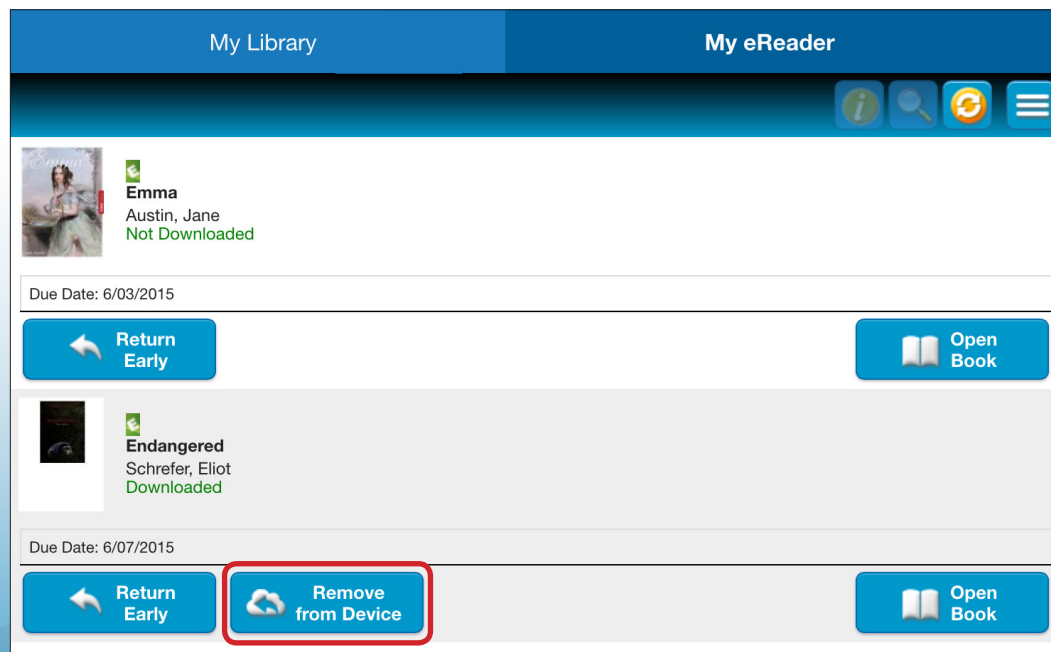 My Library
My eReader
Emma
Emma
Austin, Jane
Not Downloaded
Due Date: 6/03/2015
Return
Early
Open
Book
Endangered
Schrefer, Eliot
Downloaded
Due Date: 6/07/2015
Return
Early
Remove
from Device
Open
Book